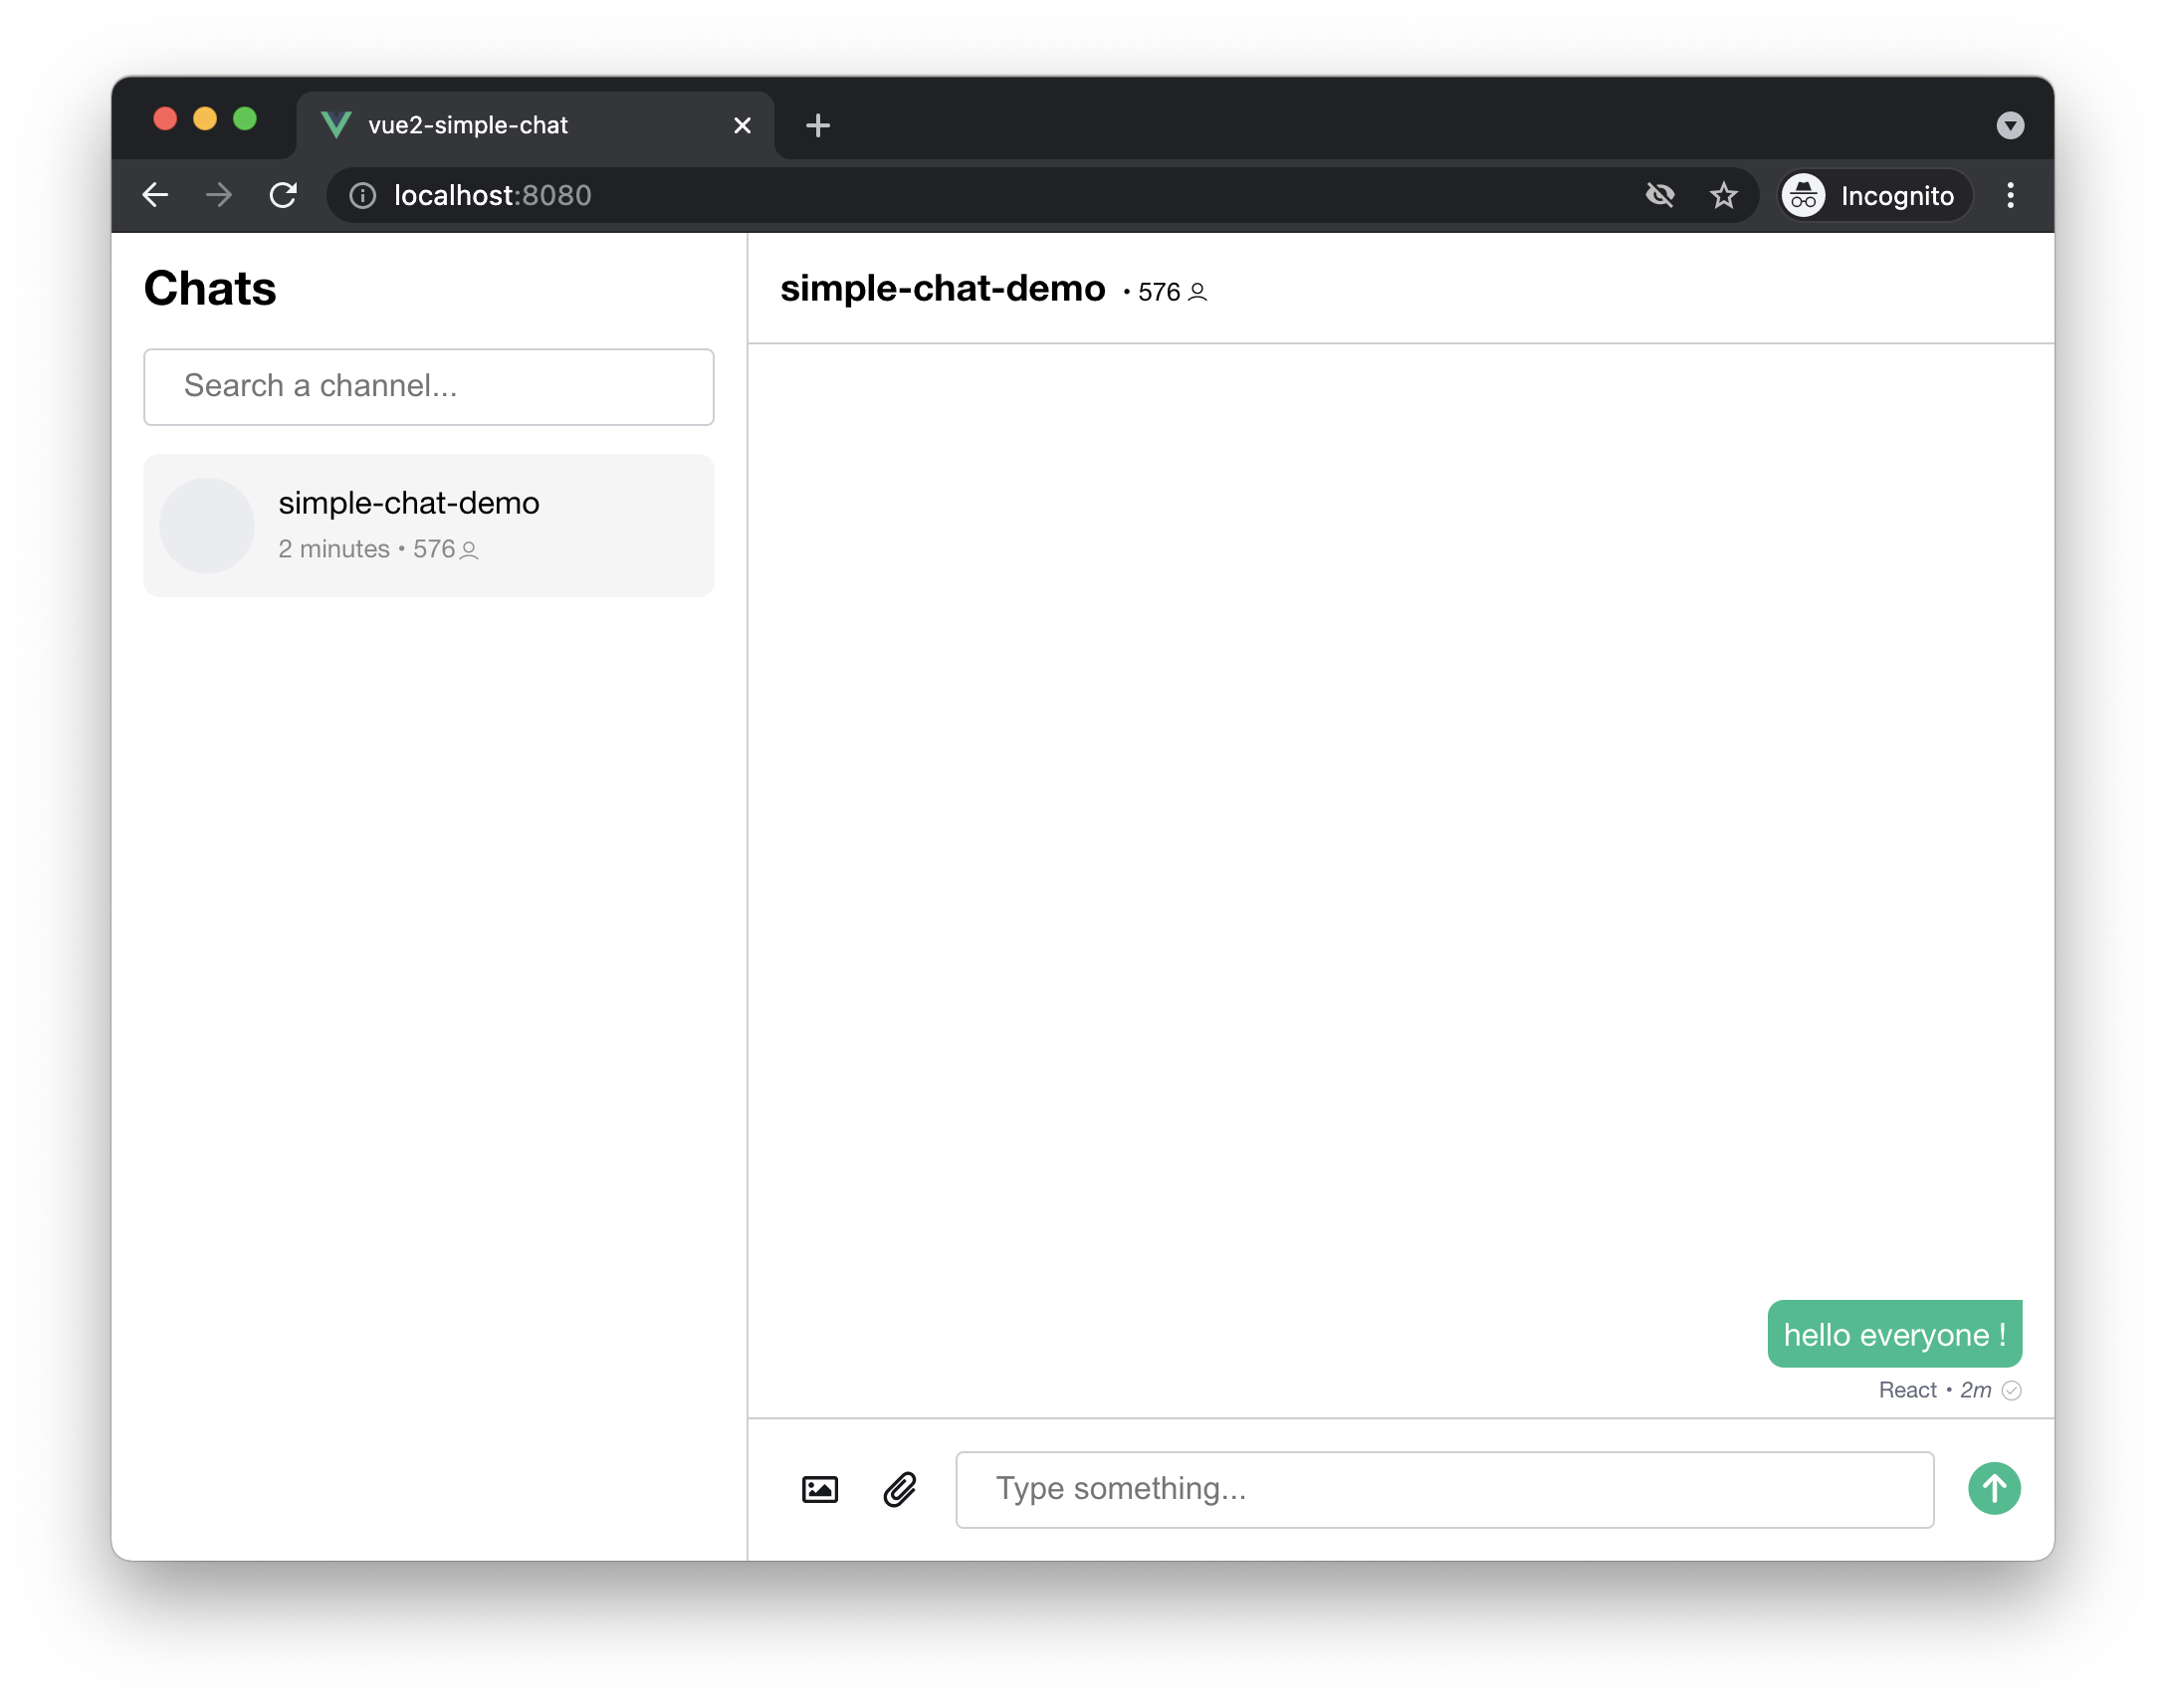 vue2-simple-chat
localhost:8080
Incognito
Chats
Search a channel...
simple-chat-demo
2 minutes • 576
simple-chat-demo • 576
hello everyone !
React • 2m
Type something...